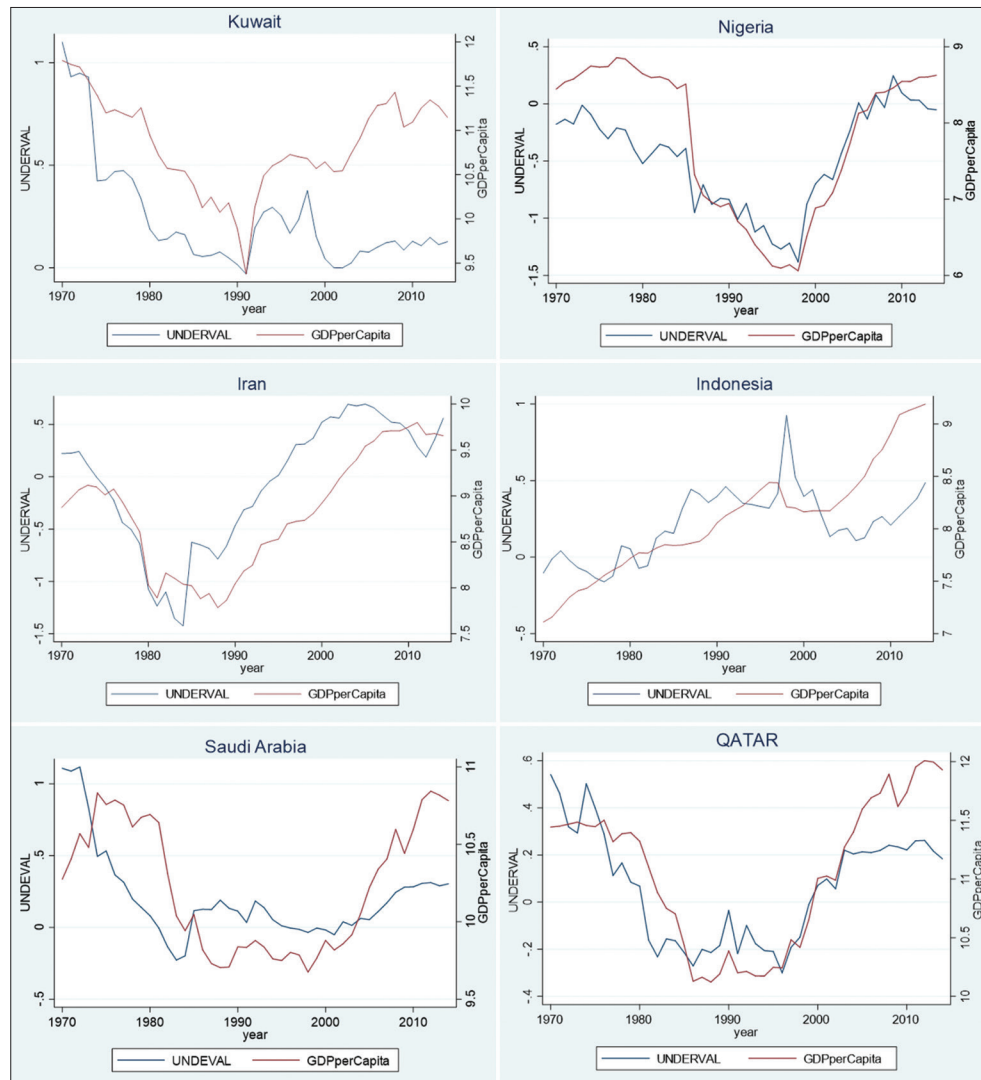 Kuwait
UNDERVAL
1
.5
0
GDPperCapita
12
11.5
11
10.5
10
9.5
1970 1980 1990 2000 2010
year
UNDERVAL GDPperCapita
Nigeria
UNDERVAL
.5
0
-.5
-1
-1.5
GDPperCapita
9
8
7
6
1970 1980 1990 2000 2010
year
UNDERVAL GDPperCapita
Iran
UNDERVAL
.5
0
-.5
-1
-1.5
GDPperCapita
10
9.5
9
8.5
8
7.5
1970 1980 1990 2000 2010
year
UNDERVAL GDPperCapita
Indonesia
UNDERVAL
1
.5
0
-.5
GDPperCapita
9
8.5
8
7.5
7
1970 1980 1990 2000 2010
year
UNDERVAL GDPperCapita
Saudi Arabia
UNDERVAL
1
.5
0
-.5
GDPperCapita
11
10.5
10
9.5
1970 1980 1990 2000 2010
year
UNDEVAL GDPperCapita
QATAR
UNDERVAL
.6
.4
.2
0
-.2
-.4
GDPperCapita
12
11.5
11
10.5
10
1970 1980 1990 2000 2010
year
UNDERVAL GDPperCapita